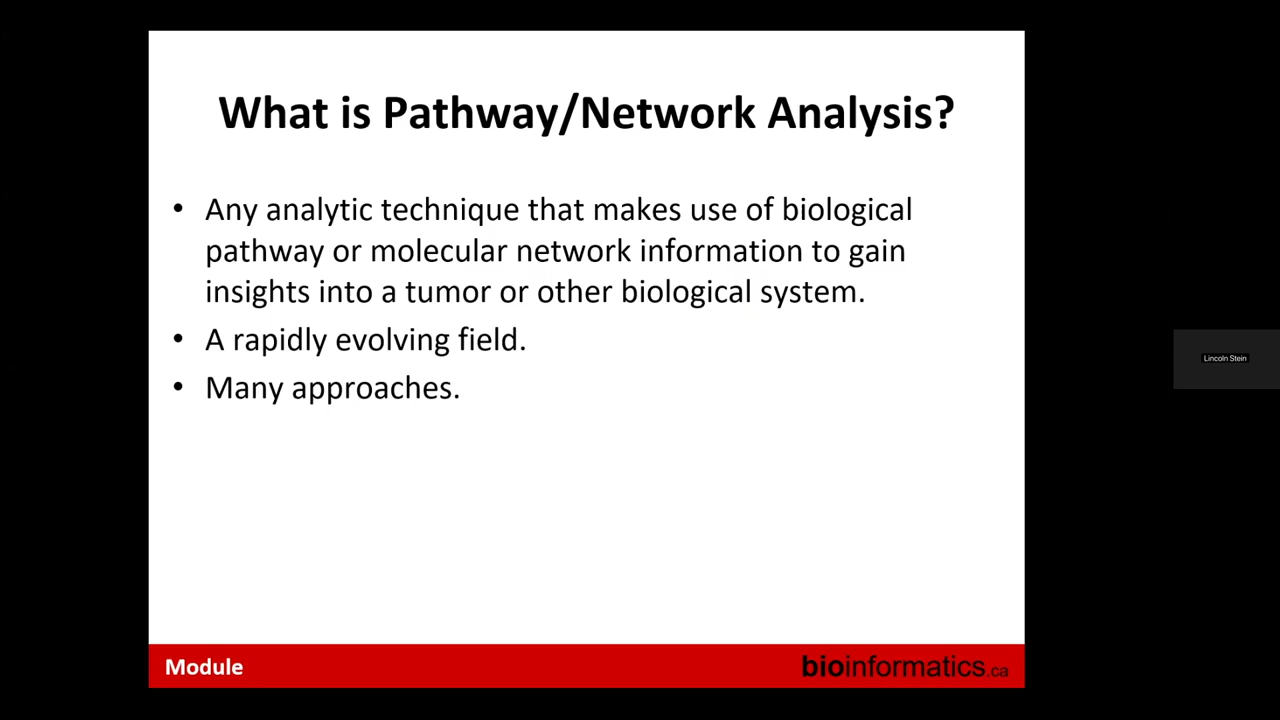 What is Pathway/Network Analysis?
• Any analytic technique that makes use of biological
pathway or molecular network information to gain
insights into a tumor or other biological system.
• A rapidly evolving field.
• Many approaches.
Lincoln Stein
Module
bioinformatics.ca